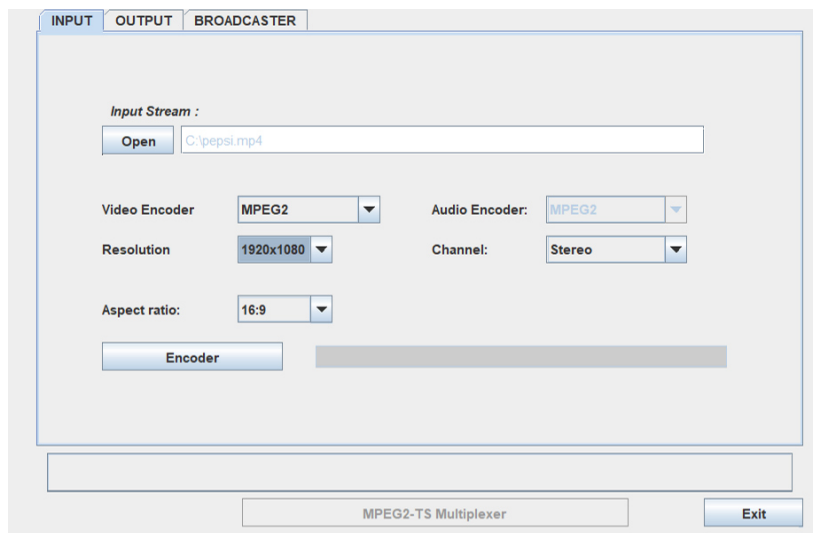 INPUT OUTPUT BROADCASTER
Input Stream :
Open C:\pepsi.mp4
Video Encoder MPEG2 Audio Encoder: MPEG2
Resolution 1920x1080 Channel: Stereo
Aspect ratio: 16:9
Encoder
MPEG2-TS Multiplexer Exit